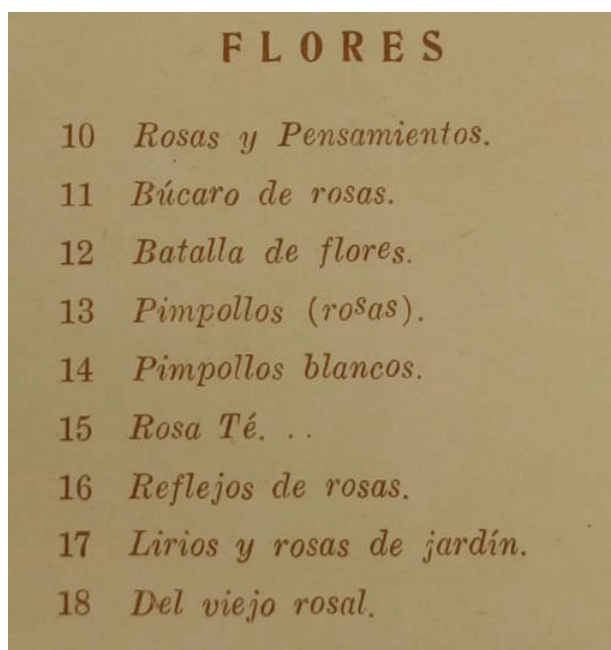 FLORES
10 Rosas y Pensamientos.
11 Búcaro de rosas.
12 Batalla de flores.
13 Pimpollos (rosas).
14 Pimpollos blancos.
15 Rosa Té. . .
16 Reflejos de rosas.
17 Lirios y rosas de jardín.
18 Del viejo rosal.